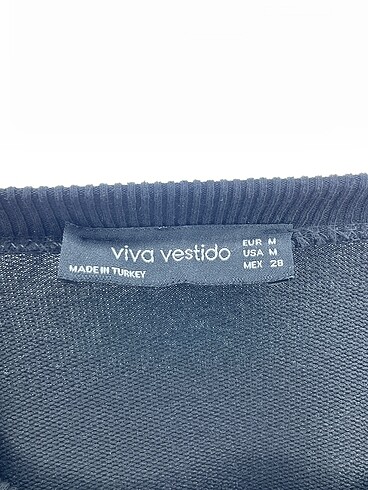 viva vestido
EUR M
USA M
MEX 28
MADE IN TURKEY